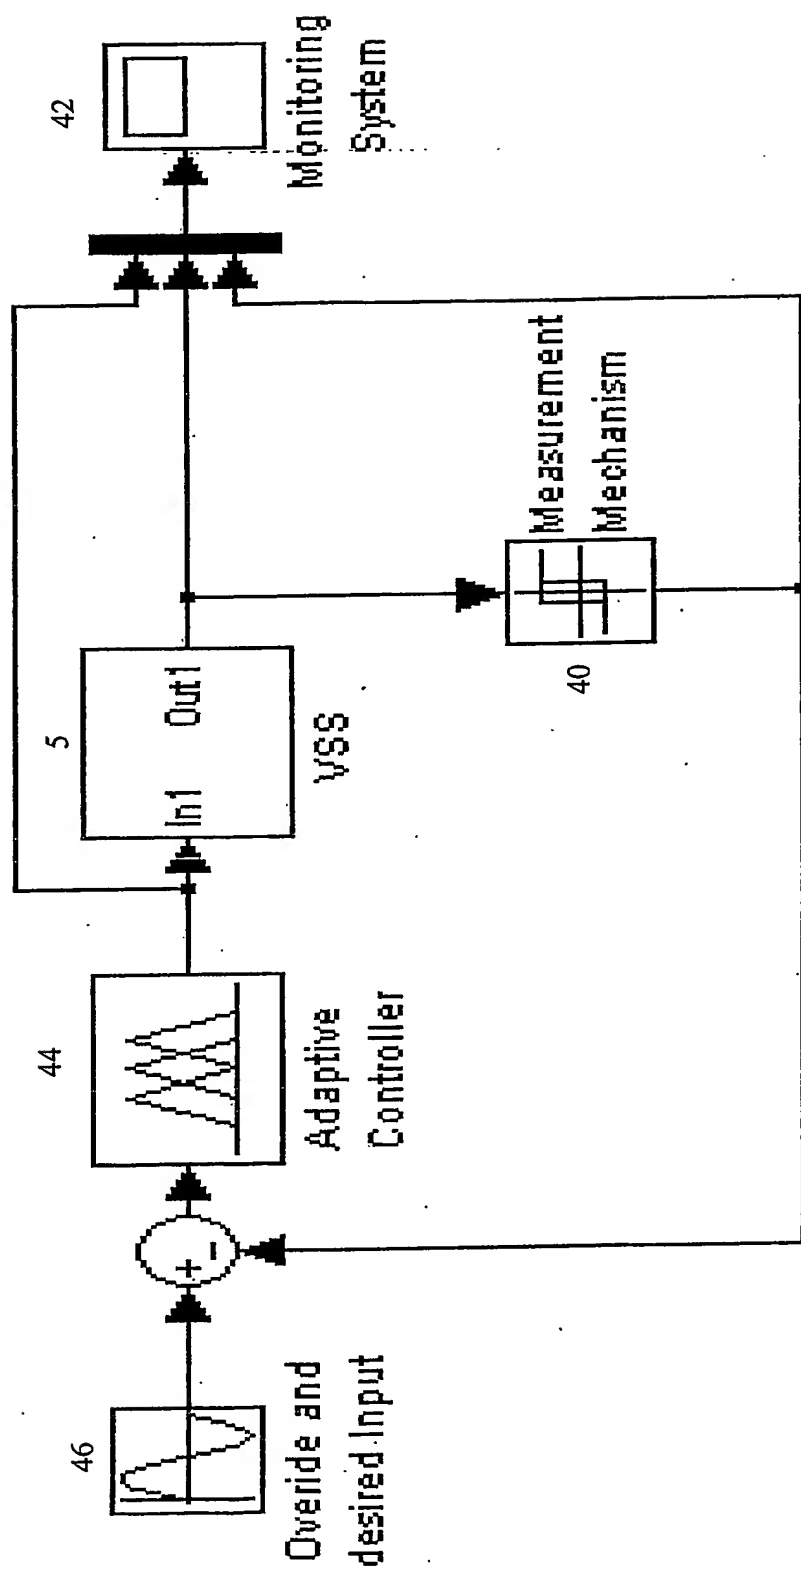 46
Overide and
desired Input
+
-
44
Adaptive
Controller
5
In1 Out1
VSS
40
Measurement
Mechanism
42
Monitoring
System